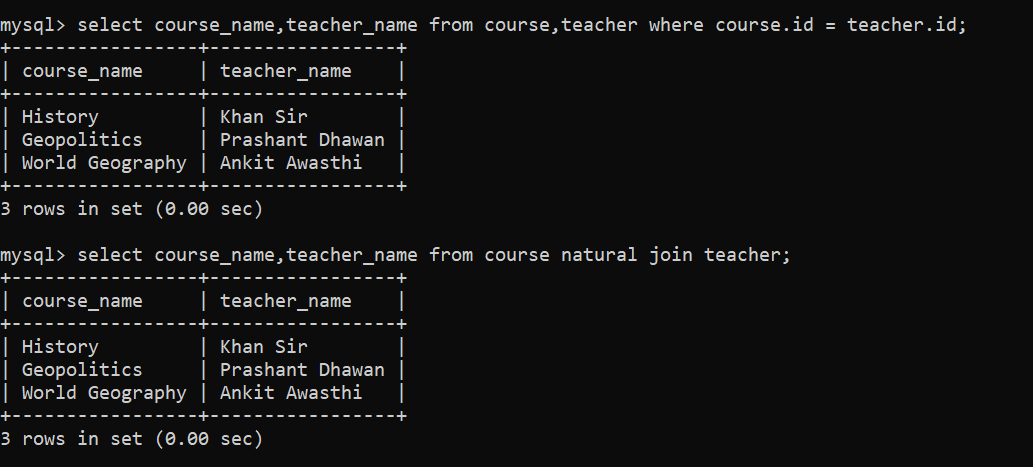 mysql> select course_name,teacher_name from course,teacher where course.id = teacher.id;
+-----------------+-----------------+
| course_name     | teacher_name    |
+-----------------+-----------------+
| History         | Khan Sir        |
| Geopolitics     | Prashant Dhawan |
| World Geography | Ankit Awasthi   |
+-----------------+-----------------+
3 rows in set (0.00 sec)
mysql> select course_name,teacher_name from course natural join teacher;
+-----------------+-----------------+
| course_name     | teacher_name    |
+-----------------+-----------------+
| History         | Khan Sir        |
| Geopolitics     | Prashant Dhawan |
| World Geography | Ankit Awasthi   |
+-----------------+-----------------+
3 rows in set (0.00 sec)